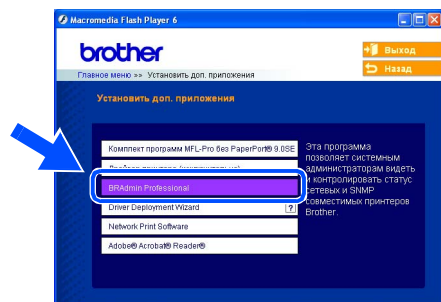 Macromedia Flash Player 6
brother
Выход
Главное меню »» Установить доп. приложения
Назад
Установить доп. приложения
Комплект программ MFL-Pro без PaperPort® 9.0SE
BRAdmin Professional
Driver Deployment Wizard ?
Network Print Software
Adobe® Acrobat® Reader®
Эта программа
позволяет системным
администраторам видеть
и контролировать статус
сетевых и SNMP
совместимых принтеров
Brother.